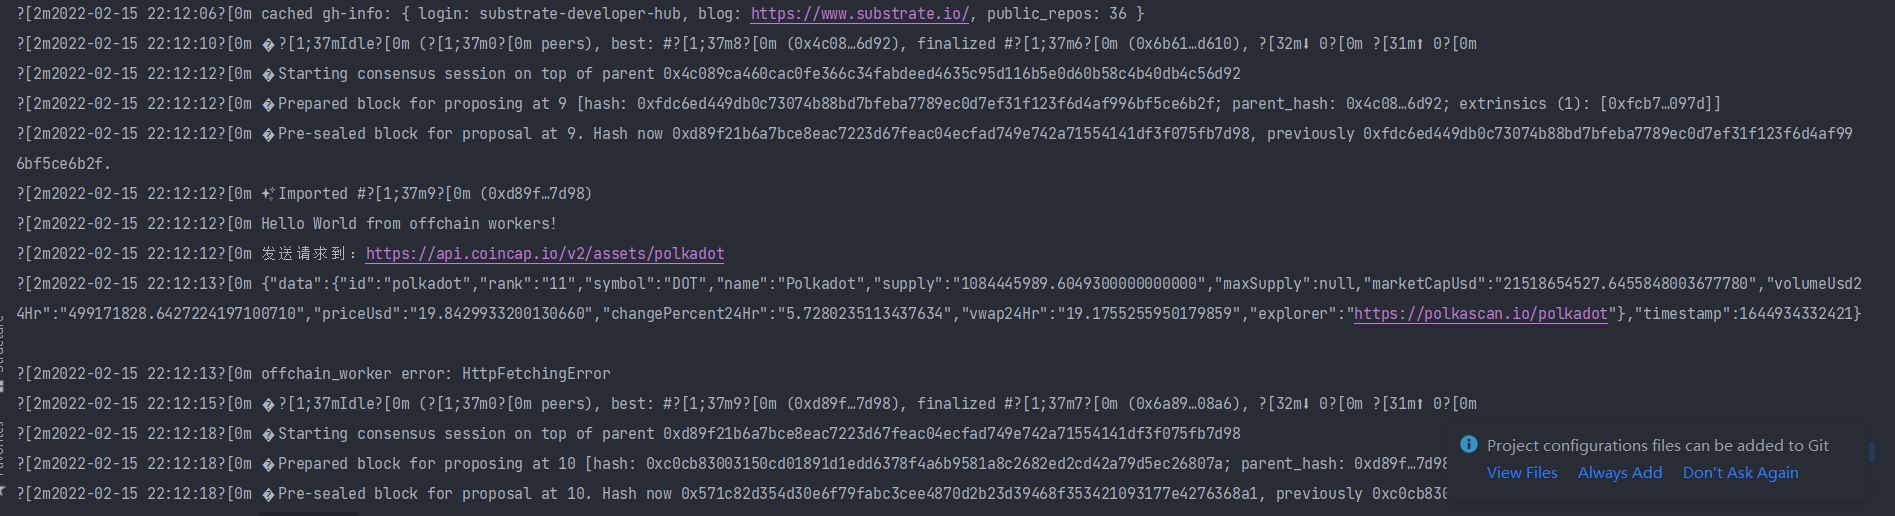 ?[2m2022-02-15 22:12:06?[0m cached gh-info: { login: substrate-developer-hub, blog: https://www.substrate.io/, public_repos: 36 }
?[2m2022-02-15 22:12:10?[0m �?[1;37mIdle?[0m (?[1;37m0?[0m peers), best: #?[1;37m8?[0m (0x4c08…6d92), finalized #?[1;37m6?[0m (0x6b61…d610), ?[32m⬇ 0?[0m ?[31m⬆ 0?[0m
?[2m2022-02-15 22:12:12?[0m �Starting consensus session on top of parent 0x4c089ca460cac0fe366c34fabdeed4635c95d116b5e0d60b58c4b40db4c56d92
?[2m2022-02-15 22:12:12?[0m �Prepared block for proposing at 9 [hash: 0xfdc6ed449db0c73074b88bd7bfeba7789ec0d7ef31f123f6d4af996bf5ce6b2f; parent_hash: 0x4c08…6d92; extrinsics (1): [0xfcb7…097d]]
?[2m2022-02-15 22:12:12?[0m �Pre-sealed block for proposal at 9. Hash now 0xd89f21b6a7bce8eac7223d67feac04ecfad749e742a71554141df3f075fb7d98, previously 0xfdc6ed449db0c73074b88bd7bfeba7789ec0d7ef31f123f6d4af99
6bf5ce6b2f.
?[2m2022-02-15 22:12:12?[0m ✨Imported #?[1;37m9?[0m (0xd89f…7d98)
?[2m2022-02-15 22:12:12?[0m Hello World from offchain workers!
?[2m2022-02-15 22:12:12?[0m 发送请求到：https://api.coincap.io/v2/assets/polkadot
?[2m2022-02-15 22:12:13?[0m {"data":{"id":"polkadot","rank":"11","symbol":"DOT","name":"Polkadot","supply":"1084445989.6049300000000000","maxSupply":null,"marketCapUsd":"21518654527.6455848003677780","volumeUsd2
4Hr":"499171828.6427224197100710","priceUsd":"19.8429933200130660","changePercent24Hr":"5.7280235113437634","vwap24Hr":"19.1755255950179859","explorer":"https://polkascan.io/polkadot"},"timestamp":1644934332421}
?[2m2022-02-15 22:12:13?[0m offchain_worker error: HttpFetchingError
?[2m2022-02-15 22:12:15?[0m �?[1;37mIdle?[0m (?[1;37m0?[0m peers), best: #?[1;37m9?[0m (0xd89f…7d98), finalized #?[1;37m7?[0m (0x6a89…08a6), ?[32m⬇ 0?[0m ?[31m⬆ 0?[0m
?[2m2022-02-15 22:12:18?[0m �Starting consensus session on top of parent 0xd89f21b6a7bce8eac7223d67feac04ecfad749e742a71554141df3f075fb7d98
?[2m2022-02-15 22:12:18?[0m �Prepared block for proposing at 10 [hash: 0xc0cb83003150cd01891d1edd6378f4a6b9581a8c2682ed2cd42a79d5ec26807a; parent_hash: 0xd89f…7d98
?[2m2022-02-15 22:12:18?[0m �Pre-sealed block for proposal at 10. Hash now 0x571c82d354d30e6f79fabc3cee4870d2b23d39468f353421093177e4276368a1, previously 0xc0cb830
Project configurations files can be added to Git
View Files Always Add Don't Ask Again
Structure